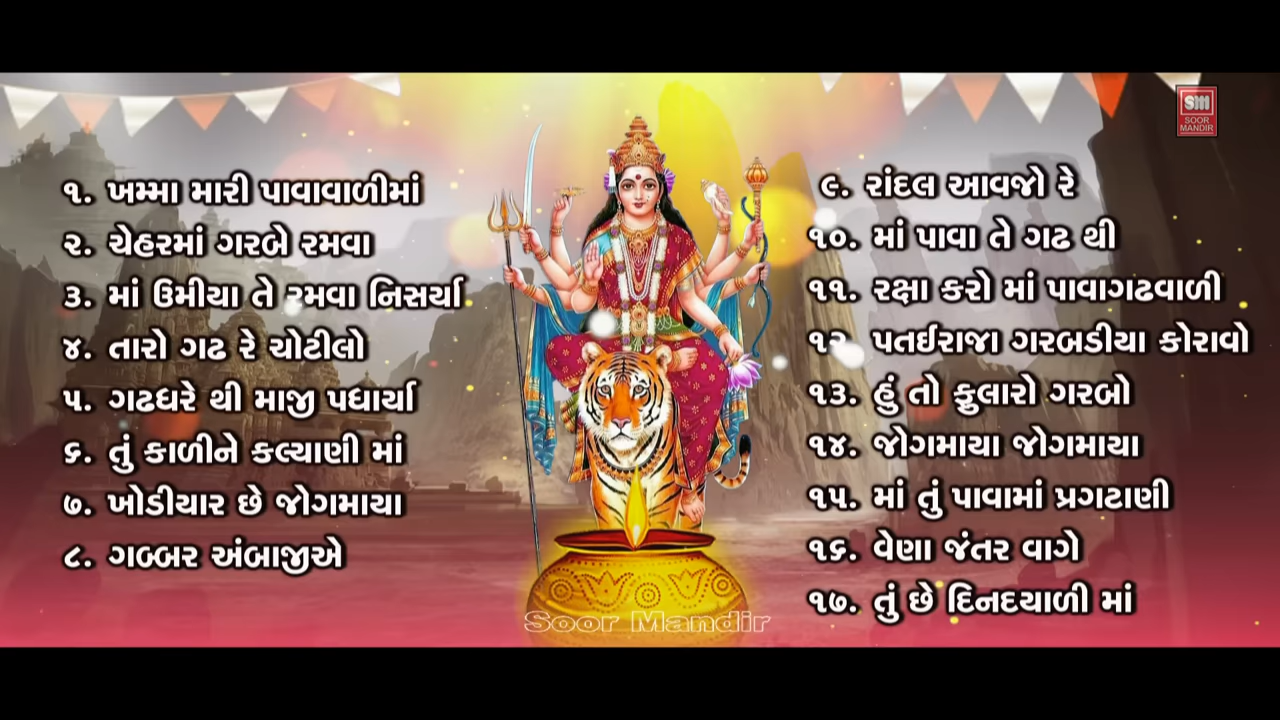 ૧. ખમ્મા મારી પાવાવાળીમાં
૨. ચેહરમાં ગરબે રમવા
૩. માં ઉમીયા તે રમવા નિસર્યા
૪. તારો ગઢ રે ચોટીલો
૫. ગઢધરે થી માજી પધાર્યા
૬. તું કાળીને કલ્યાણી માં
૭. ખોડીયાર છે જોગમાયા
૮. ગબ્બર અંબાજીએ
૯. રાંદલ આવજો રે
૧૦. માં પાવા તે ગઢ થી
૧૧. રક્ષા કરો માં પાવાગઢવાળી
૧૨. પતઈરાજા ગરબડીયા કોરાવો
૧૩. હું તો ફુલારો ગરબો
૧૪. જોગમાયા જોગમાયા
૧૫. માં તું પાવામાં પ્રગટાણી
૧૬. વેણા જંતર વાગે
૧૭. તું છે દિનદયાળી માં
SM
SOOR
MANDIR
Soor Mandir